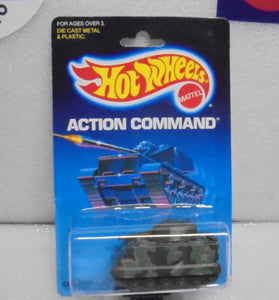 FOR AGES OVER 3.
DIE CAST METAL
& PLASTIC.
Hot Wheels
MATTEL
ACTION COMMAND®